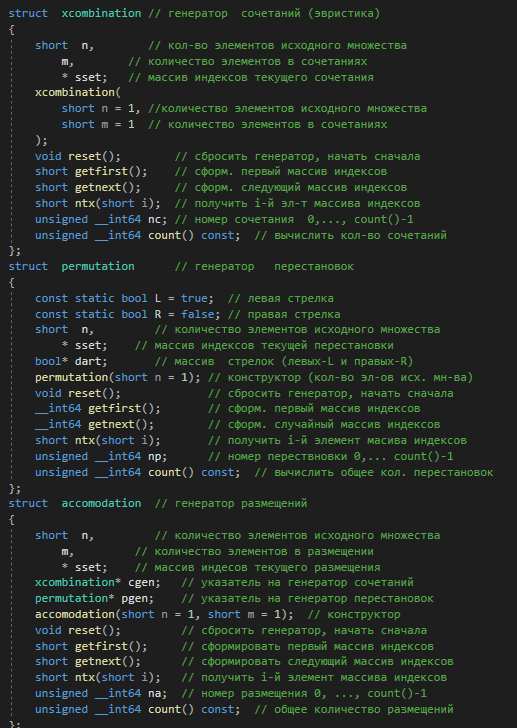 struct  xcombination // генератор  сочетаний (эвристика)
{
    short  n,        // кол-во элементов исходного множества
        m,        // количество элементов в сочетаниях
        * sset;   // массив индексов текущего сочетания
    xcombination(
        short n = 1, //количество элементов исходного множества
        short m = 1  // количество элементов в сочетаниях
    );
    void reset();        // сбросить генератор, начать сначала
    short getfirst();    // сформ. первый массив индексов
    short getnext();     // сформ. следующий массив индексов
    short ntx(short i);  // получить i-й эл-т массива индексов
    unsigned __int64 nc; // номер сочетания  0,..., count()-1
    unsigned __int64 count() const;  // вычислить кол-во сочетаний
};
struct  permutation      // генератор   перестановок
{
    const static bool L = true;  // левая стрелка
    const static bool R = false; // правая стрелка
    short  n,         // количество элементов исходного множества
        * sset;    // массив индексов текущей перестановки
    bool* dart;       // массив  стрелок (левых-L и правых-R)
    permutation(short n = 1); // конструктор (кол-во эл-ов исх. мн-ва)
    void reset();             // сбросить генератор, начать сначала
    __int64 getfirst();       // сформ. первый массив индексов
    __int64 getnext();        // сформ. случайный массив индексов
    short ntx(short i);       // получить i-й элемент масива индексов
    unsigned __int64 np;      // номер перествновки 0,... count()-1
    unsigned __int64 count() const;  // вычислить общее кол. перестановок
};
struct  accomodation  // генератор размещений
{
    short  n,        // количество элементов исходного множества
        m,        // количество элементов в размещении
        * sset;    // массив индесов текущего размещения
    xcombination* cgen;   // указатель на генератор сочетаний
    permutation* pgen;    // указатель на генератор перестановок
    accomodation(short n = 1, short m = 1);  // конструктор
    void reset();         // сбросить генератор, начать сначала
    short getfirst();     // сформировать первый массив индексов
    short getnext();      // сформировать следующий массив индексов
    short ntx(short i);   // получить i-й элемент массива индексов
    unsigned __int64 na;  // номер размещения 0, ..., count()-1
    unsigned __int64 count() const;  // общее количество размещений
};